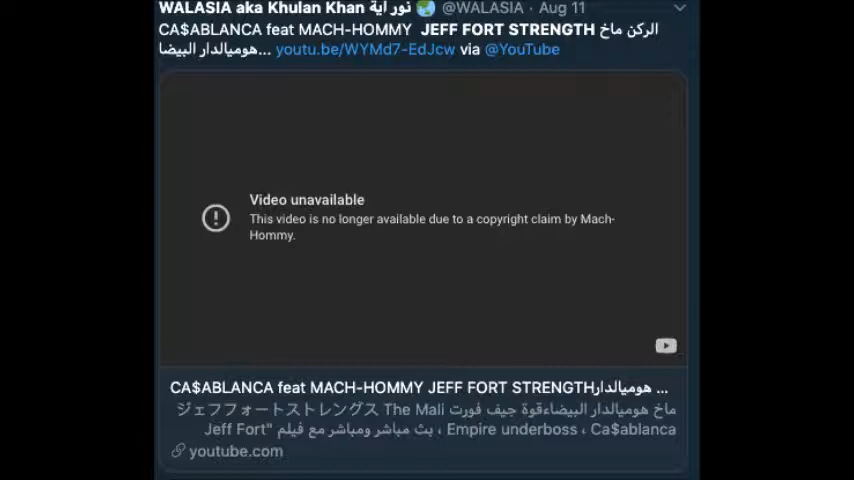 WALASIA aka Khulan Khan نور آية @WALASIA · Aug 11
CA$ABLANCA feat MACH-HOMMY JEFF FORT STRENGTH الركن ماخ
هوميالدار البيضا... youtu.be/WYMd7-EdJcw via @YouTube
Video unavailable
This video is no longer available due to a copyright claim by Mach-
Hommy.
CA$ABLANCA feat MACH-HOMMY JEFF FORT STRENGTHهوميالدار ...
ماخ هوميالدار البيضاءقوة جيف فورت ジェフフォートストレングス The Mali
Empire underboss ، Ca$ablanca ، بث مباشر ومباشر مع فيلم "Jeff Fort
youtube.com